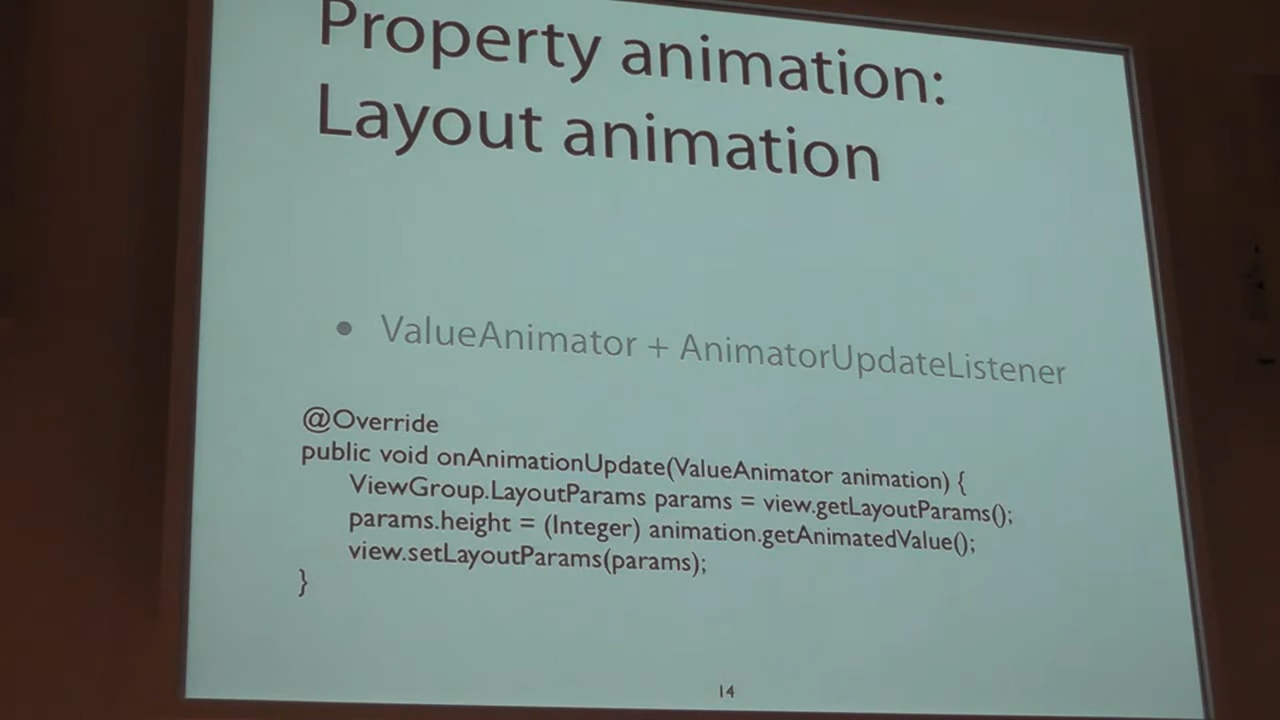 Property animation:
Layout animation
• ValueAnimator + AnimatorUpdateListener
@Override
public void onAnimationUpdate(ValueAnimator animation) {
ViewGroup.LayoutParams params = view.getLayoutParams();
params.height = (Integer) animation.getAnimatedValue();
view.setLayoutParams(params);
}
14